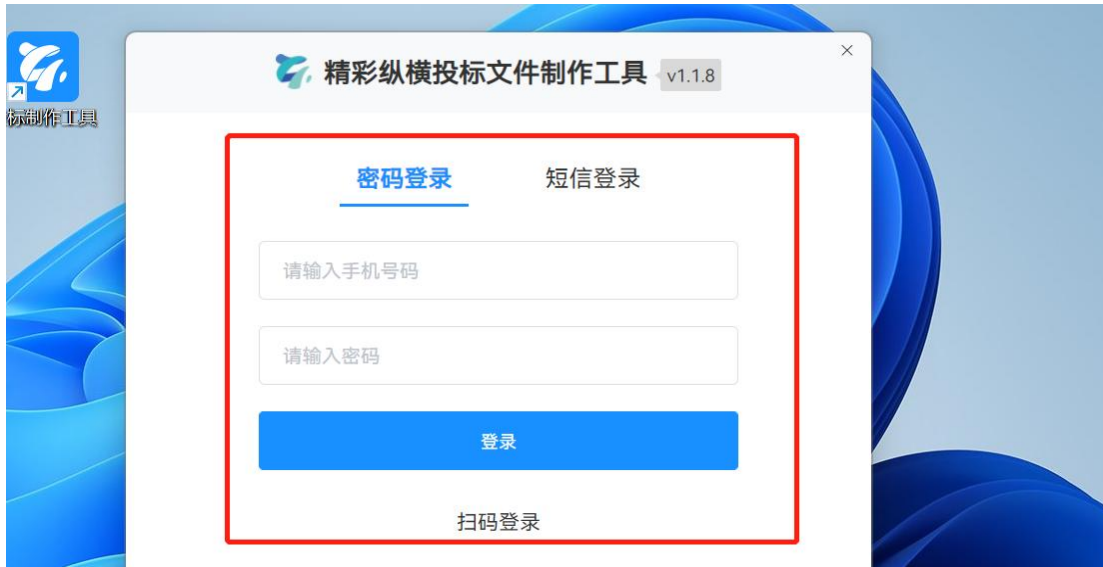 精彩纵横投标文件制作工具 v1.1.8
标制作工具
密码登录 短信登录
请输入手机号码
请输入密码
登录
扫码登录